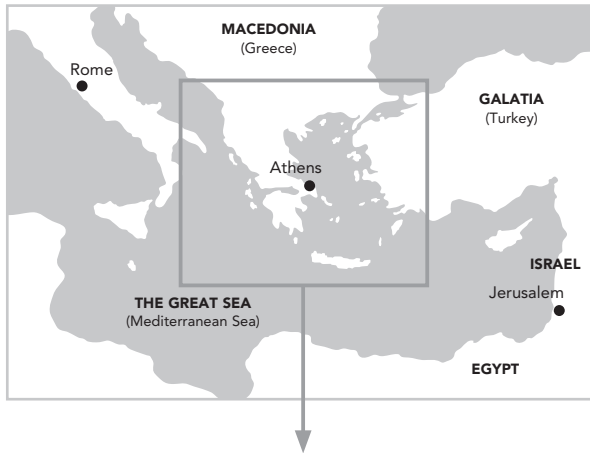 MACEDONIA
(Greece)
Rome
GALATIA
(Turkey)
Athens
ISRAEL
Jerusalem
THE GREAT SEA
(Mediterranean Sea)
EGYPT